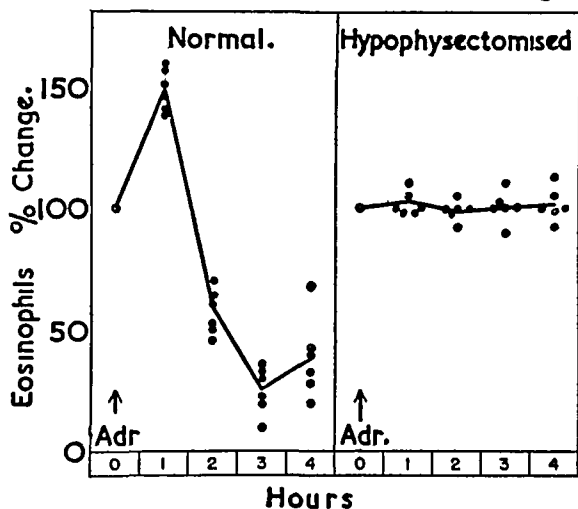 Normal.
Hypophysectomised
Eosinophils % Change.
150
100
50
0
Adr
Adr.
0 1 2 3 4
0 1 2 3 4
Hours